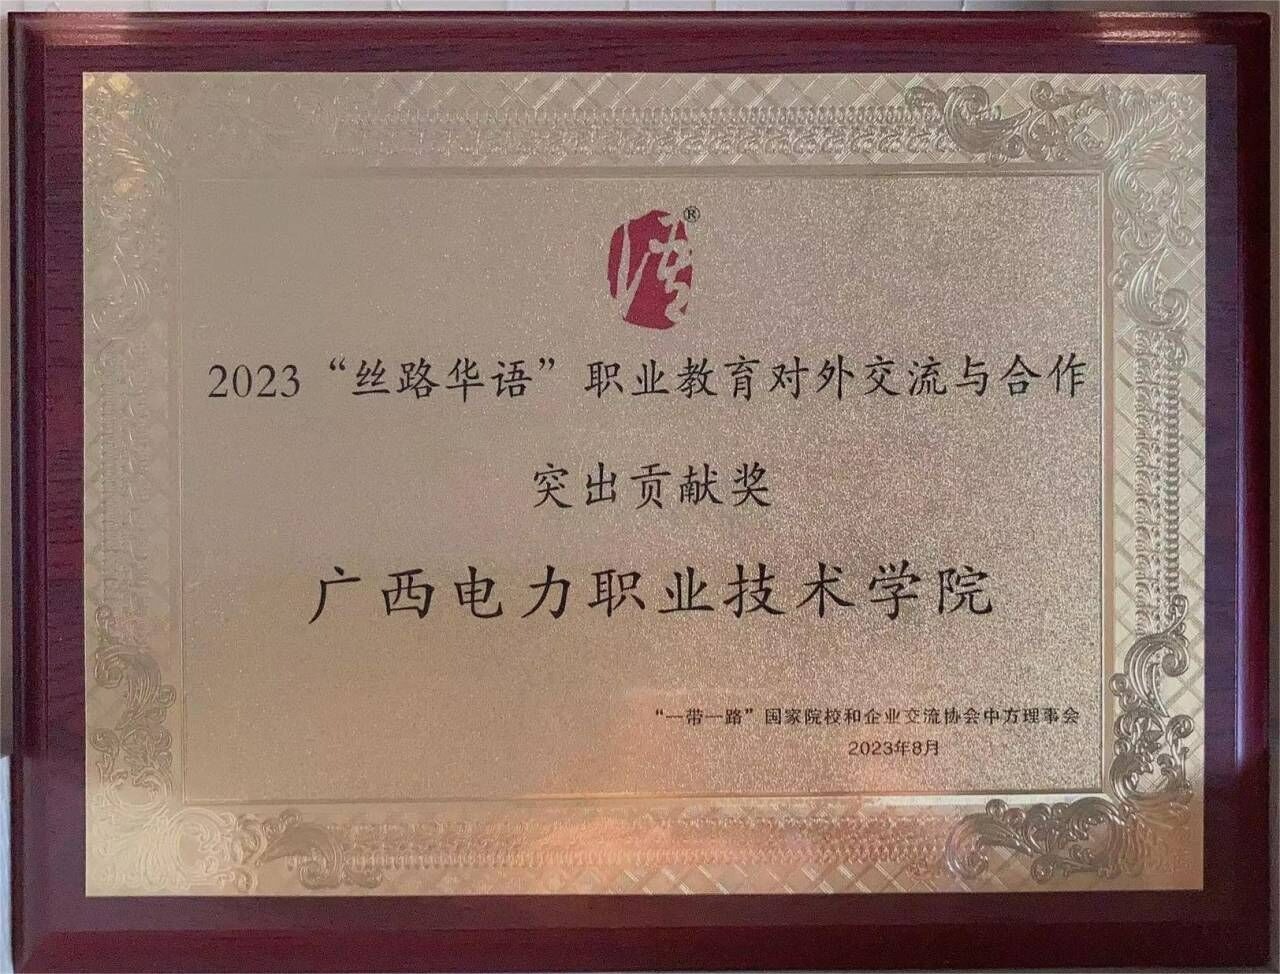 语®
2023“丝路华语”职业教育对外交流与合作
突出贡献奖
广西电力职业技术学院
“一带一路”国家院校和企业交流协会中方理事会
2023年8月